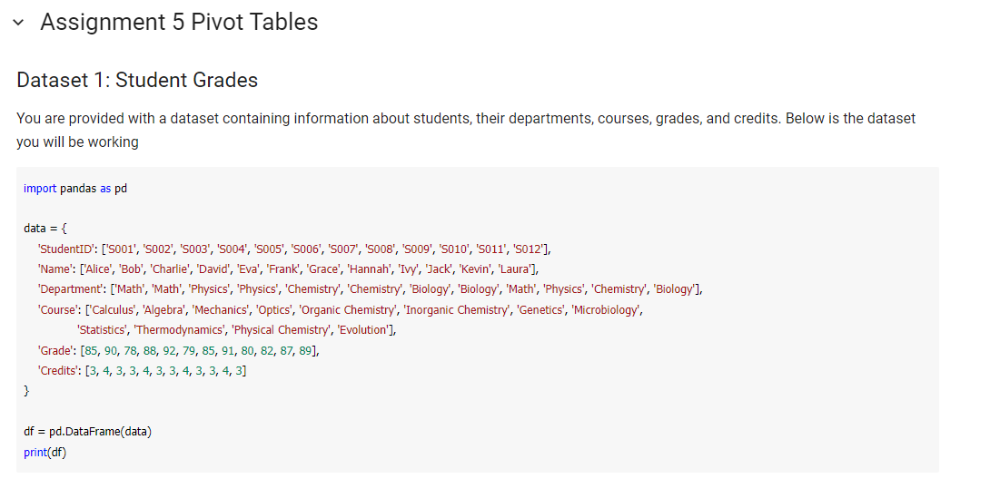 Assignment 5 Pivot Tables
Dataset 1: Student Grades
You are provided with a dataset containing information about students, their departments, courses, grades, and credits. Below is the dataset
you will be working
import pandas as pd
data = {
'StudentID': ['S001', 'S002', 'S003', 'S004', 'S005', 'S006', 'S007', 'S008', 'S009', 'S010', 'S011', 'S012'],
'Name': ['Alice', 'Bob', 'Charlie', 'David', 'Eva', 'Frank', 'Grace', 'Hannah', 'Ivy', 'Jack', 'Kevin', 'Laura'],
'Department': ['Math', 'Math', 'Physics', 'Physics', 'Chemistry', 'Chemistry', 'Biology', 'Biology', 'Math', 'Physics', 'Chemistry', 'Biology'],
'Course': ['Calculus', 'Algebra', 'Mechanics', 'Optics', 'Organic Chemistry', 'Inorganic Chemistry', 'Genetics', 'Microbiology',
'Statistics', 'Thermodynamics', 'Physical Chemistry', 'Evolution'],
'Grade': [85, 90, 78, 88, 92, 79, 85, 91, 80, 82, 87, 89],
'Credits': [3, 4, 3, 3, 4, 3, 3, 4, 3, 3, 4, 3]
}
df = pd.DataFrame(data)
print(df)